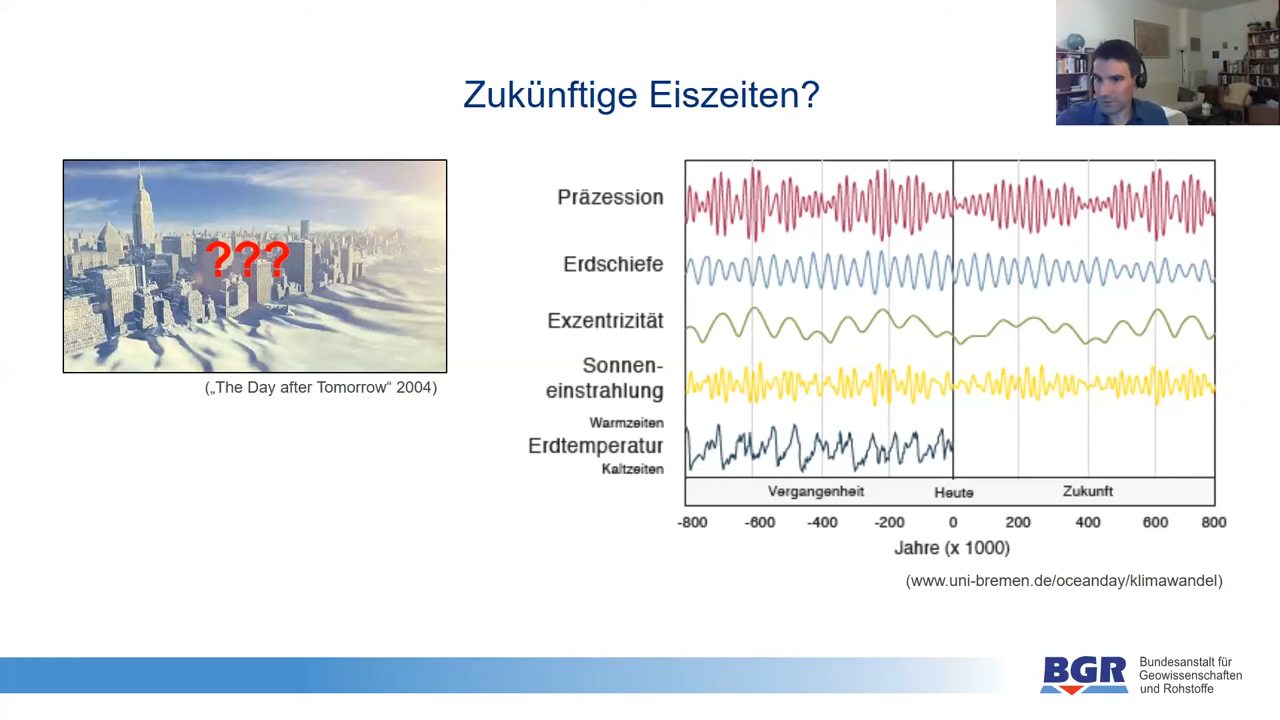 Zukünftige Eiszeiten?
???
(„The Day after Tomorrow“ 2004)
Präzession
Erdschiefe
Exzentrizität
Sonnen-
einstrahlung
Warmzeiten
Erdtemperatur
Kaltzeiten
Vergangenheit Heute Zukunft
-800 -600 -400 -200 0 200 400 600 800
Jahre (x 1000)
(www.uni-bremen.de/oceanday/klimawandel)
BGR
Bundesanstalt für
Geowissenschaften
und Rohstoffe